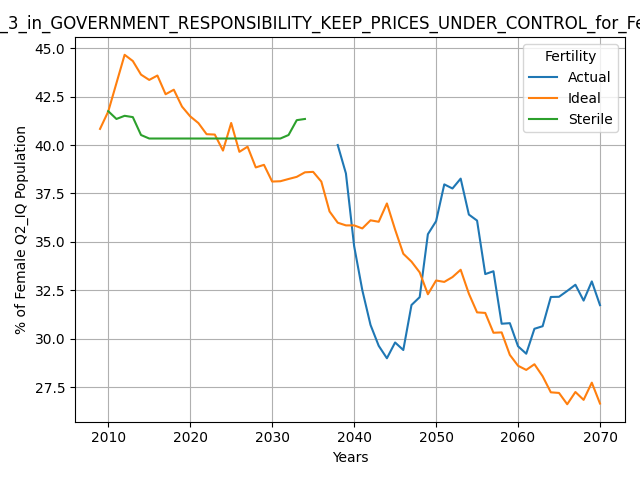 _3_in_GOVERNMENT_RESPONSIBILITY_KEEP_PRICES_UNDER_CONTROL_for_Fe
45.0
42.5
40.0
37.5
35.0
32.5
30.0
27.5
% of Female Q2_IQ Population
Fertility
Actual
Ideal
Sterile
2010 2020 2030 2040 2050 2060 2070
Years